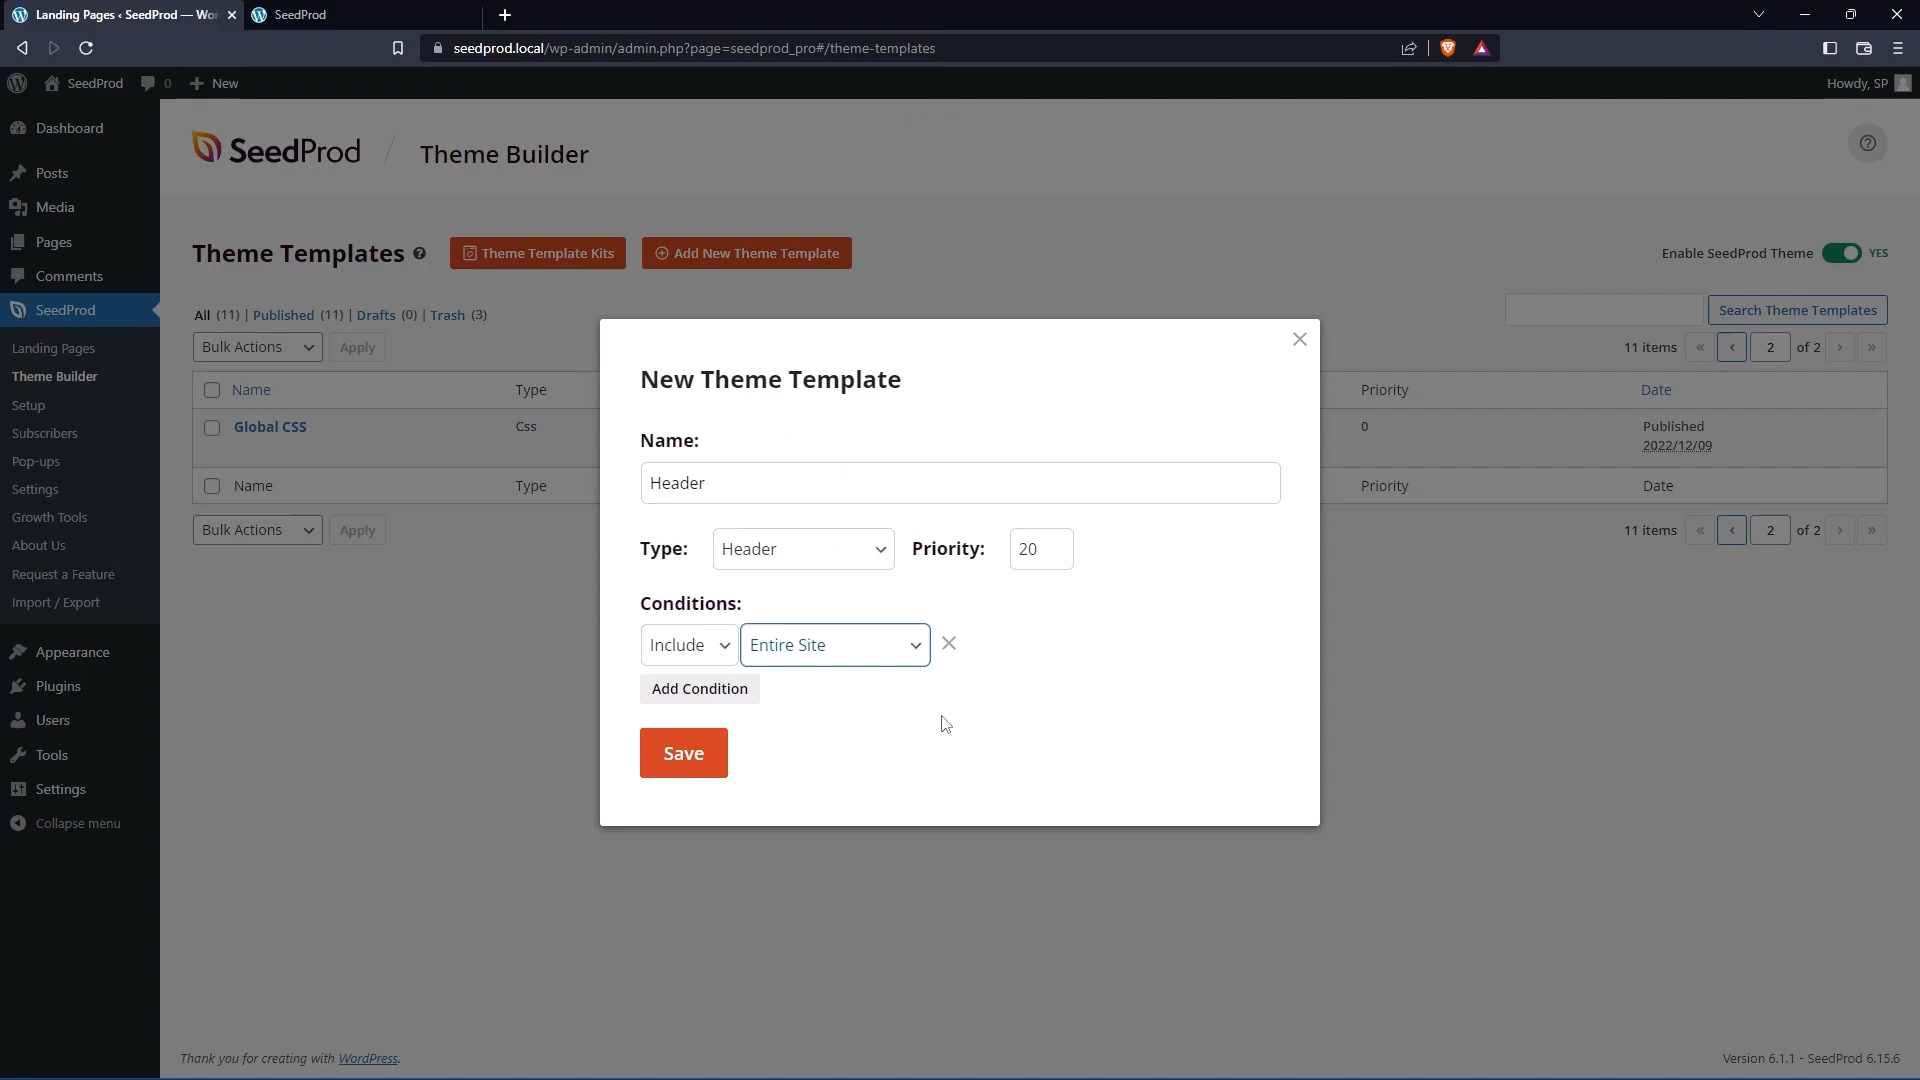 Landing Pages ‹ SeedProd — Wor
SeedProd
seedprod.local/wp-admin/admin.php?page=seedprod_pro#/theme-templates
SeedProd 0 New
Howdy, SP
Dashboard
Posts
Media
Pages
Comments
SeedProd
Landing Pages
Theme Builder
Setup
Subscribers
Pop-ups
Settings
Growth Tools
About Us
Request a Feature
Import / Export
Appearance
Plugins
Users
Tools
Settings
Collapse menu
SeedProd / Theme Builder
Theme Templates
Theme Template Kits
Add New Theme Template
Enable SeedProd Theme YES
All (11) | Published (11) | Drafts (0) | Trash (3)
Search Theme Templates
Bulk Actions Apply
11 items « ‹ 2 of 2 › »
Name Type Priority Date
Global CSS Css 0 Published
2022/12/09
Name Type Priority Date
Bulk Actions Apply
11 items « ‹ 2 of 2 › »
New Theme Template
Name:
Header
Type: Header Priority: 20
Conditions:
Include Entire Site
Add Condition
Save
Thank you for creating with WordPress.
Version 6.1.1 - SeedProd 6.15.6